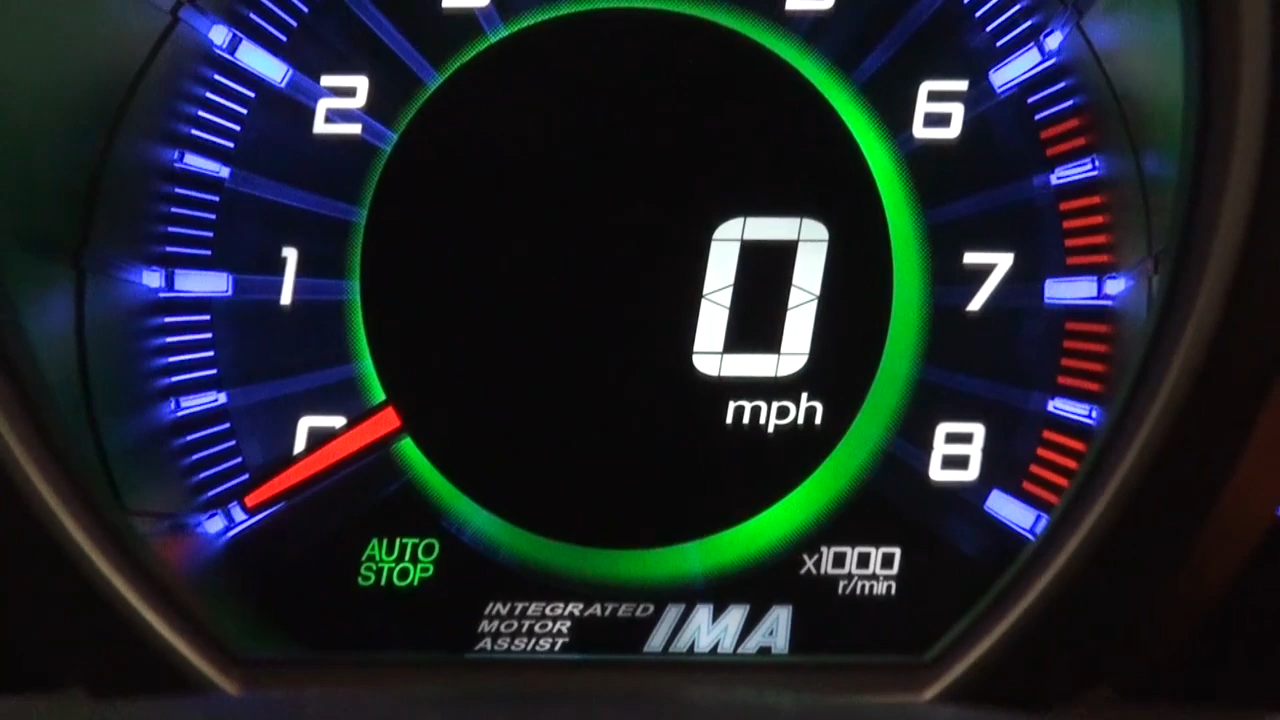 2
6
1
0
7
mph
0
8
AUTO
STOP
x1000
r/min
INTEGRATED
MOTOR
ASSIST
IMA